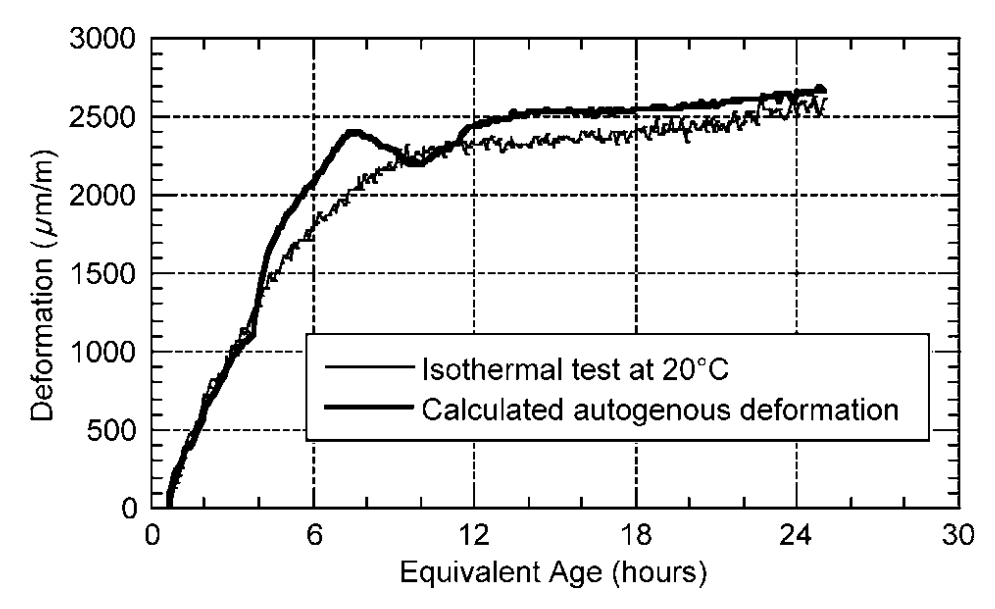 3000
2500
2000
1500
1000
500
0
Deformation (μm/m)
Isothermal test at 20°C
Calculated autogenous deformation
0 6 12 18 24 30
Equivalent Age (hours)